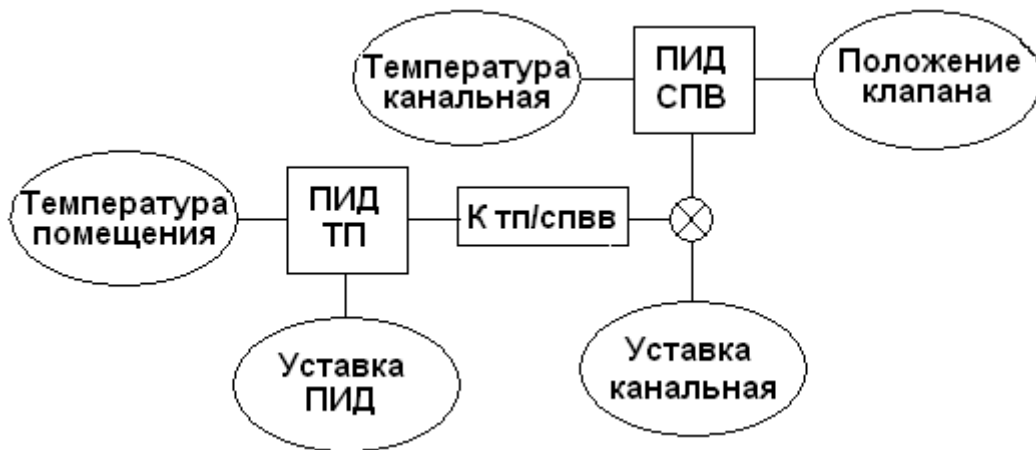 Температура
канальная
ПИД
СПВ
Положение
клапана
Температура
помещения
ПИД
ТП
К тп/спвв
Уставка
ПИД
Уставка
канальная